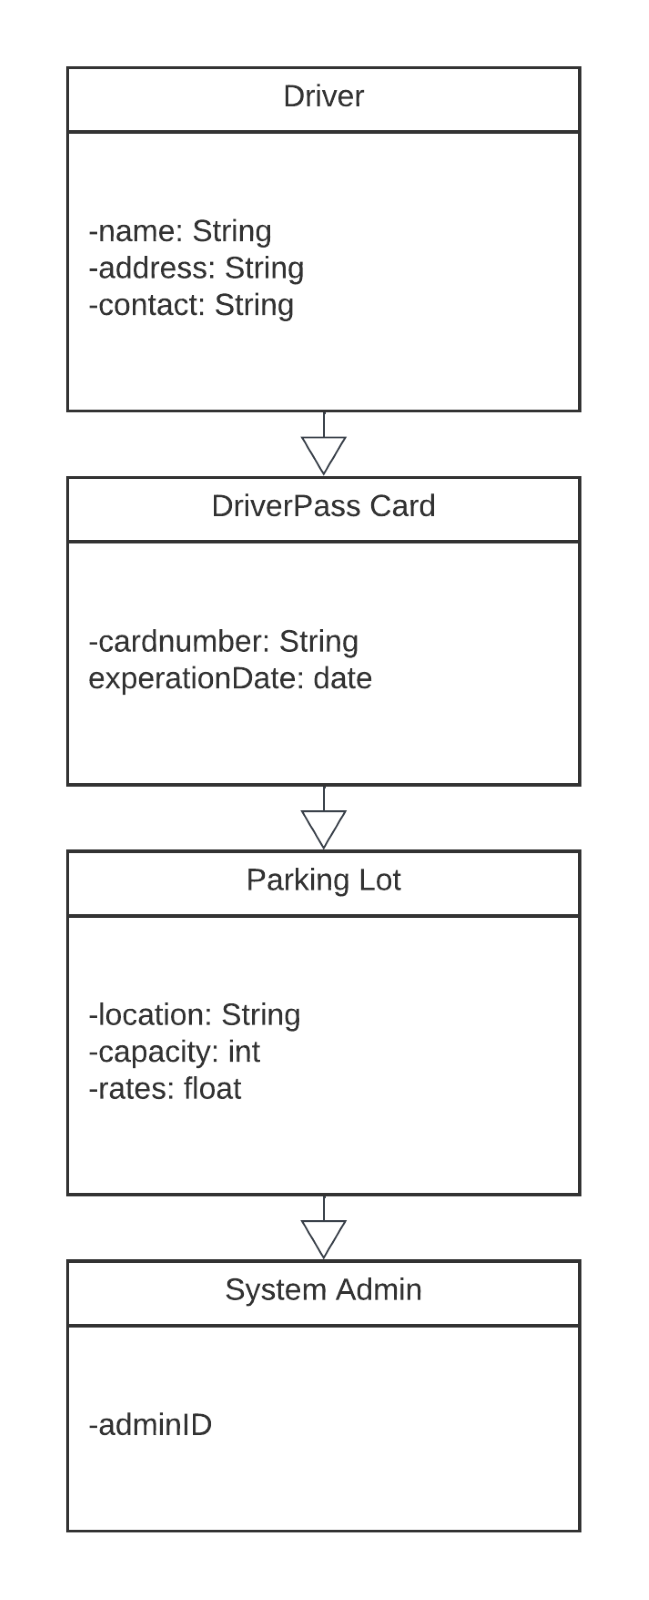 Driver
-name: String
-address: String
-contact: String
DriverPass Card
-cardnumber: String
experationDate: date
Parking Lot
-location: String
-capacity: int
-rates: float
System Admin
-adminID